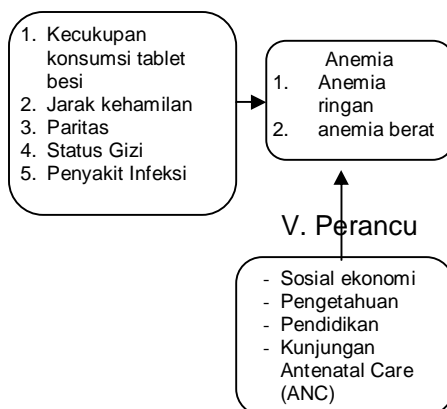 1. Kecukupan
konsumsi tablet
besi
2. Jarak kehamilan
3. Paritas
4. Status Gizi
5. Penyakit Infeksi
Anemia
1. Anemia
ringan
2. anemia berat
V. Perancu
- Sosial ekonomi
- Pengetahuan
- Pendidikan
- Kunjungan
Antenatal Care
(ANC)